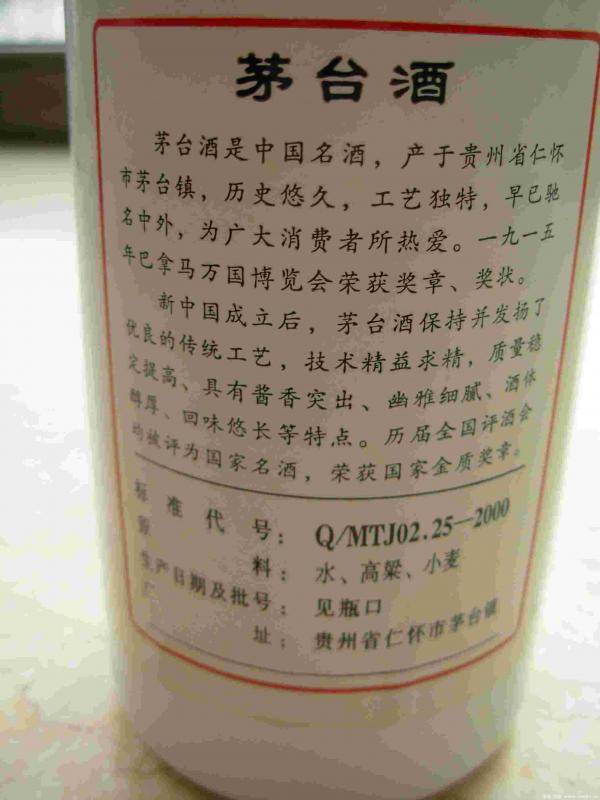 茅台酒
茅台酒是中国名酒，产于贵州省仁怀
市茅台镇，历史悠久，工艺独特，早已驰
名中外，为广大消费者所热爱。一九一五
年巴拿马万国博览会荣获奖章、奖状。
新中国成立后，茅台酒保持并发扬了
优良的传统工艺，技术精益求精，质量稳
定提高、具有酱香突出、幽雅细腻、酒体
醇厚、回味悠长等特点。历届全国评酒会
均被评为国家名酒，荣获国家金质奖章。
标准代号：Q/MTJ02.25—2000
原料：水、高粱、小麦
生产日期及批号：见瓶口
厂址：贵州省仁怀市茅台镇